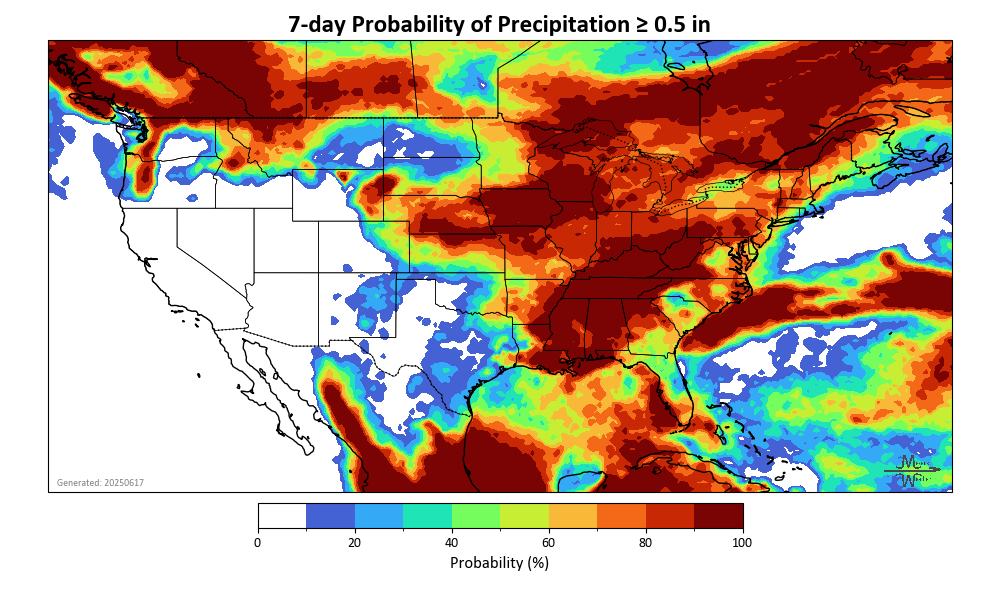 7-day Probability of Precipitation ≥ 0.5 in
Generated: 20250617
0 20 40 60 80 100
Probability (%)